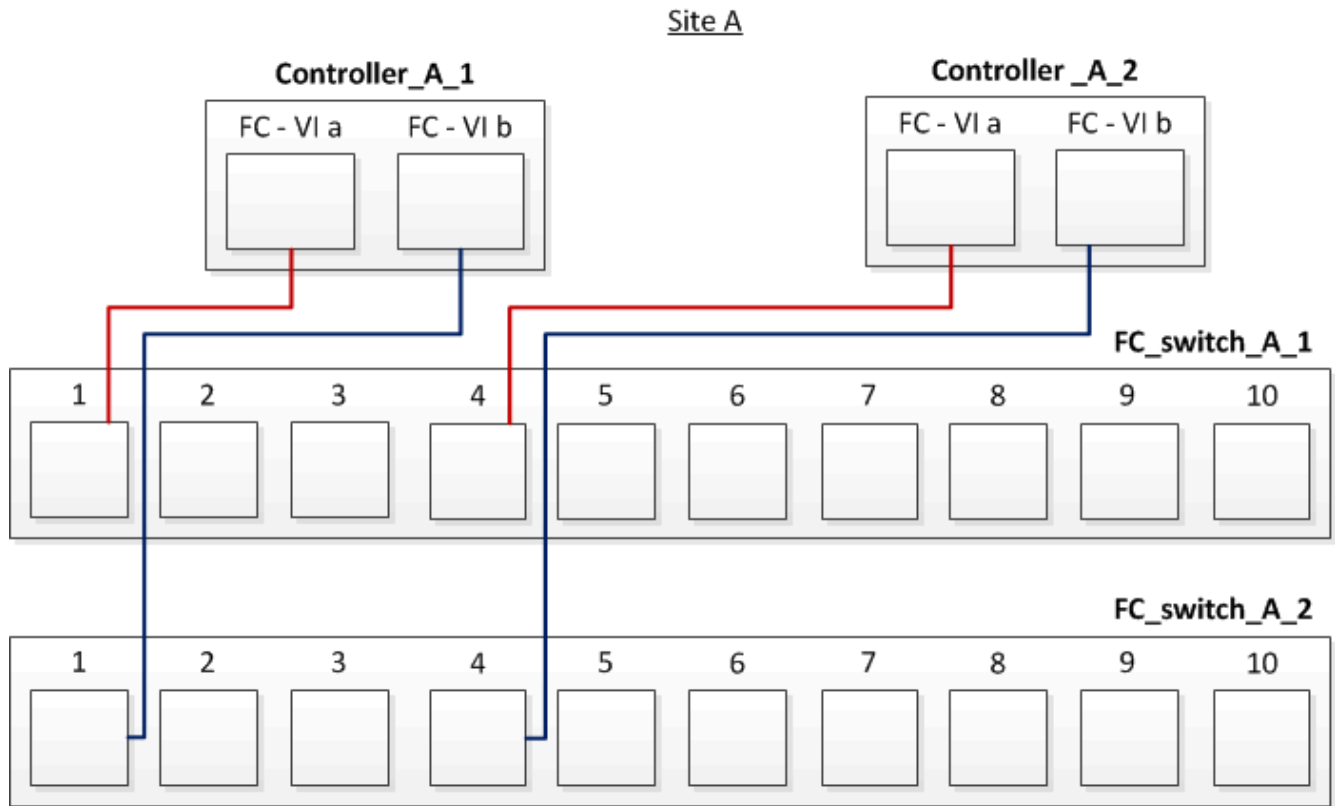 Site A
Controller_A_1
Controller _A_2
FC - VI a FC - VI b
FC - VI a FC - VI b
FC_switch_A_1
1 2 3 4 5 6 7 8 9 10
FC_switch_A_2
1 2 3 4 5 6 7 8 9 10